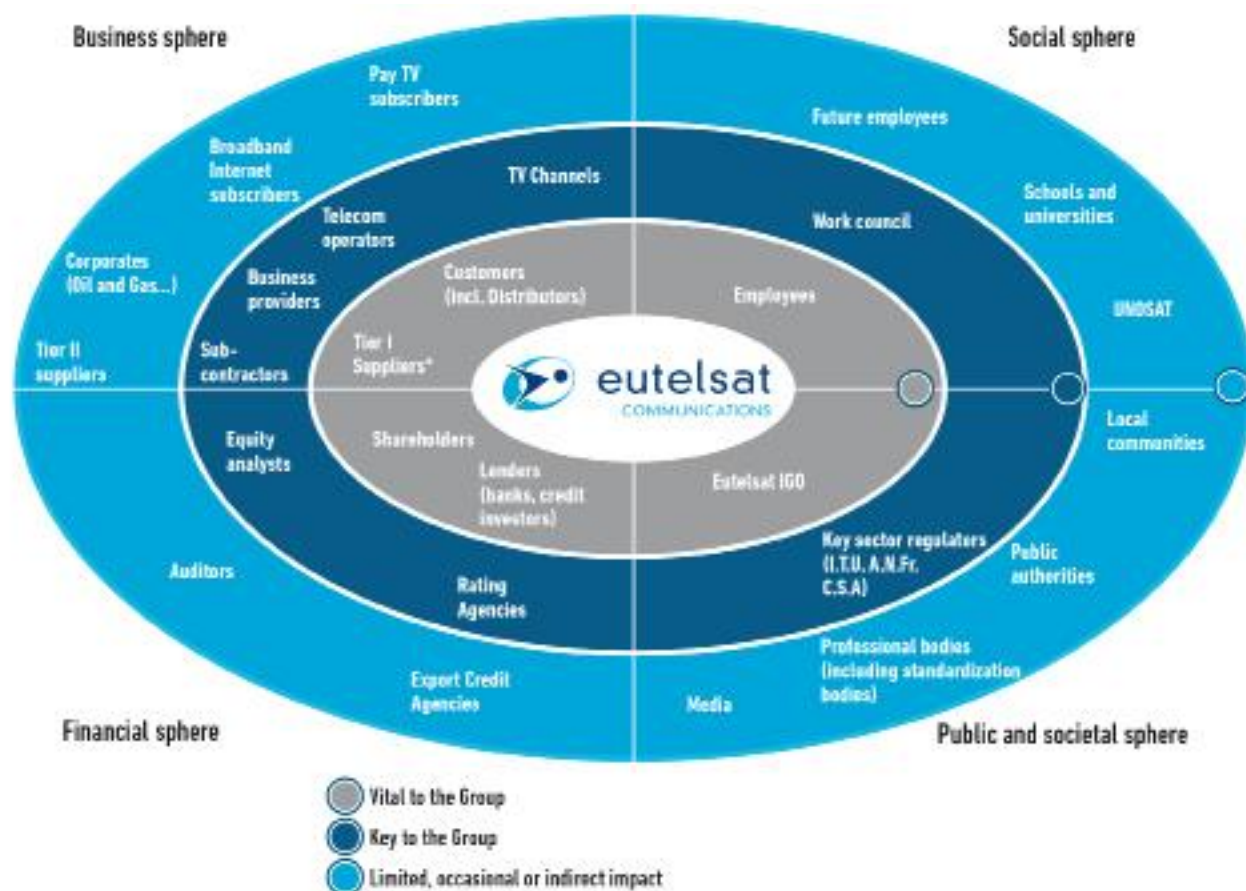 Business sphere
Social sphere
Pay TV
subscribers
Future employees
Broadband
Internet
subscribers
TV Channels
Schools and
universities
Telecom
operators
Work council
Corporates
(Oil and Gas...)
Business
providers
Customers
(incl. Distributors)
Employees
UNOSAT
Tier II
suppliers
Sub-
contractors
Tier I
Suppliers*
eutelsat
COMMUNICATIONS
Equity
analysts
Shareholders
Lenders
(banks, credit
investors)
Eutelsat IGO
Local
communities
Auditors
Rating
Agencies
Key sector regulators
(I.T.U, A.N.Fr,
C.S.A)
Public
authorities
Export Credit
Agencies
Media
Professional bodies
(including standardization
bodies)
Financial sphere
Public and societal sphere
Vital to the Group
Key to the Group
Limited, occasional or indirect impact